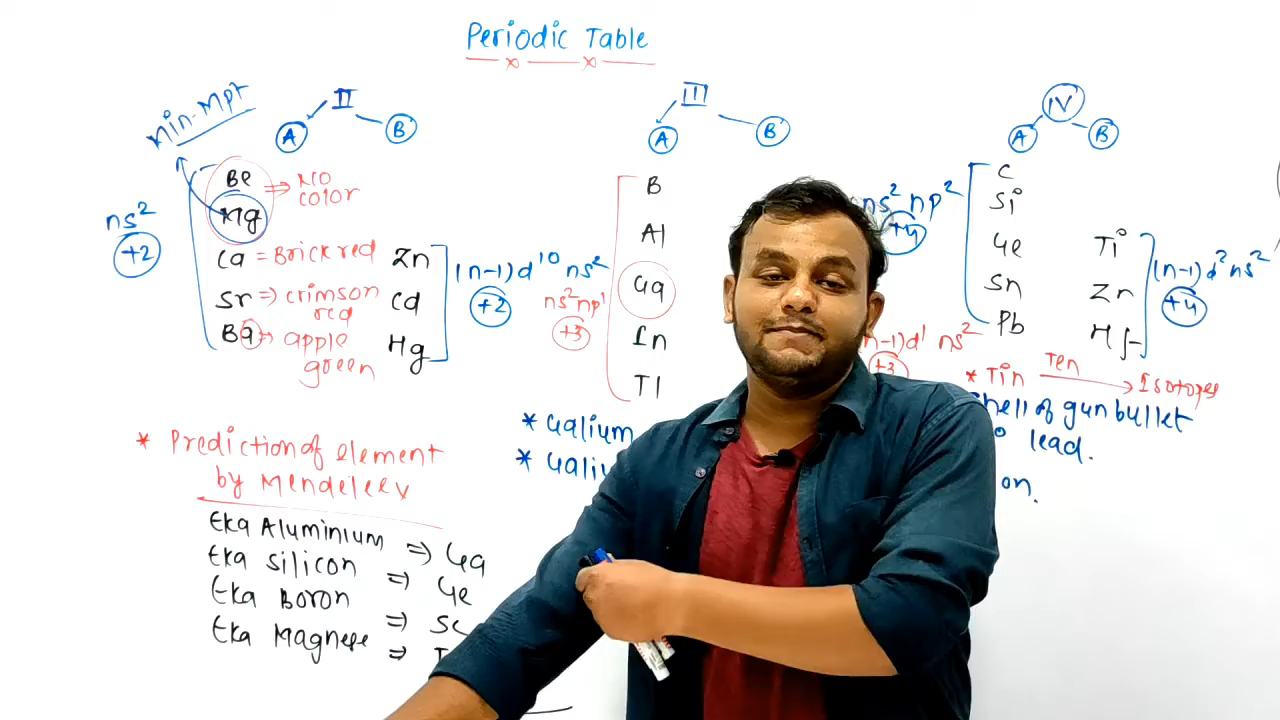 Periodic Table
II
A B
Min-Mpt
ns² +2
Be
Mg
⇒ No color
Ca = Brick red
Sr ⇒ crimson red
Ba ⇒ apple green
Zn
Cd
Hg
(n-1)d¹⁰ ns²
+2
III
A B
ns²np¹
+3
B
Al
Ga
In
Tl
(n-1)d¹ ns²
+3
IV
A B
ns² np²
+4
C
Si
Ge
Sn
Pb
Ti
Zn
Hf
(n-1)d² ns²
+4
* Tin Ten → Isotopes
shell of gun bullet
lead.
on.
* Galium
* Galiu
* Prediction of element
by Mendeleev
Eka Aluminium ⇒ Ga
Eka Silicon ⇒ Ge
Eka Boron ⇒ Sc
Eka Magnese ⇒